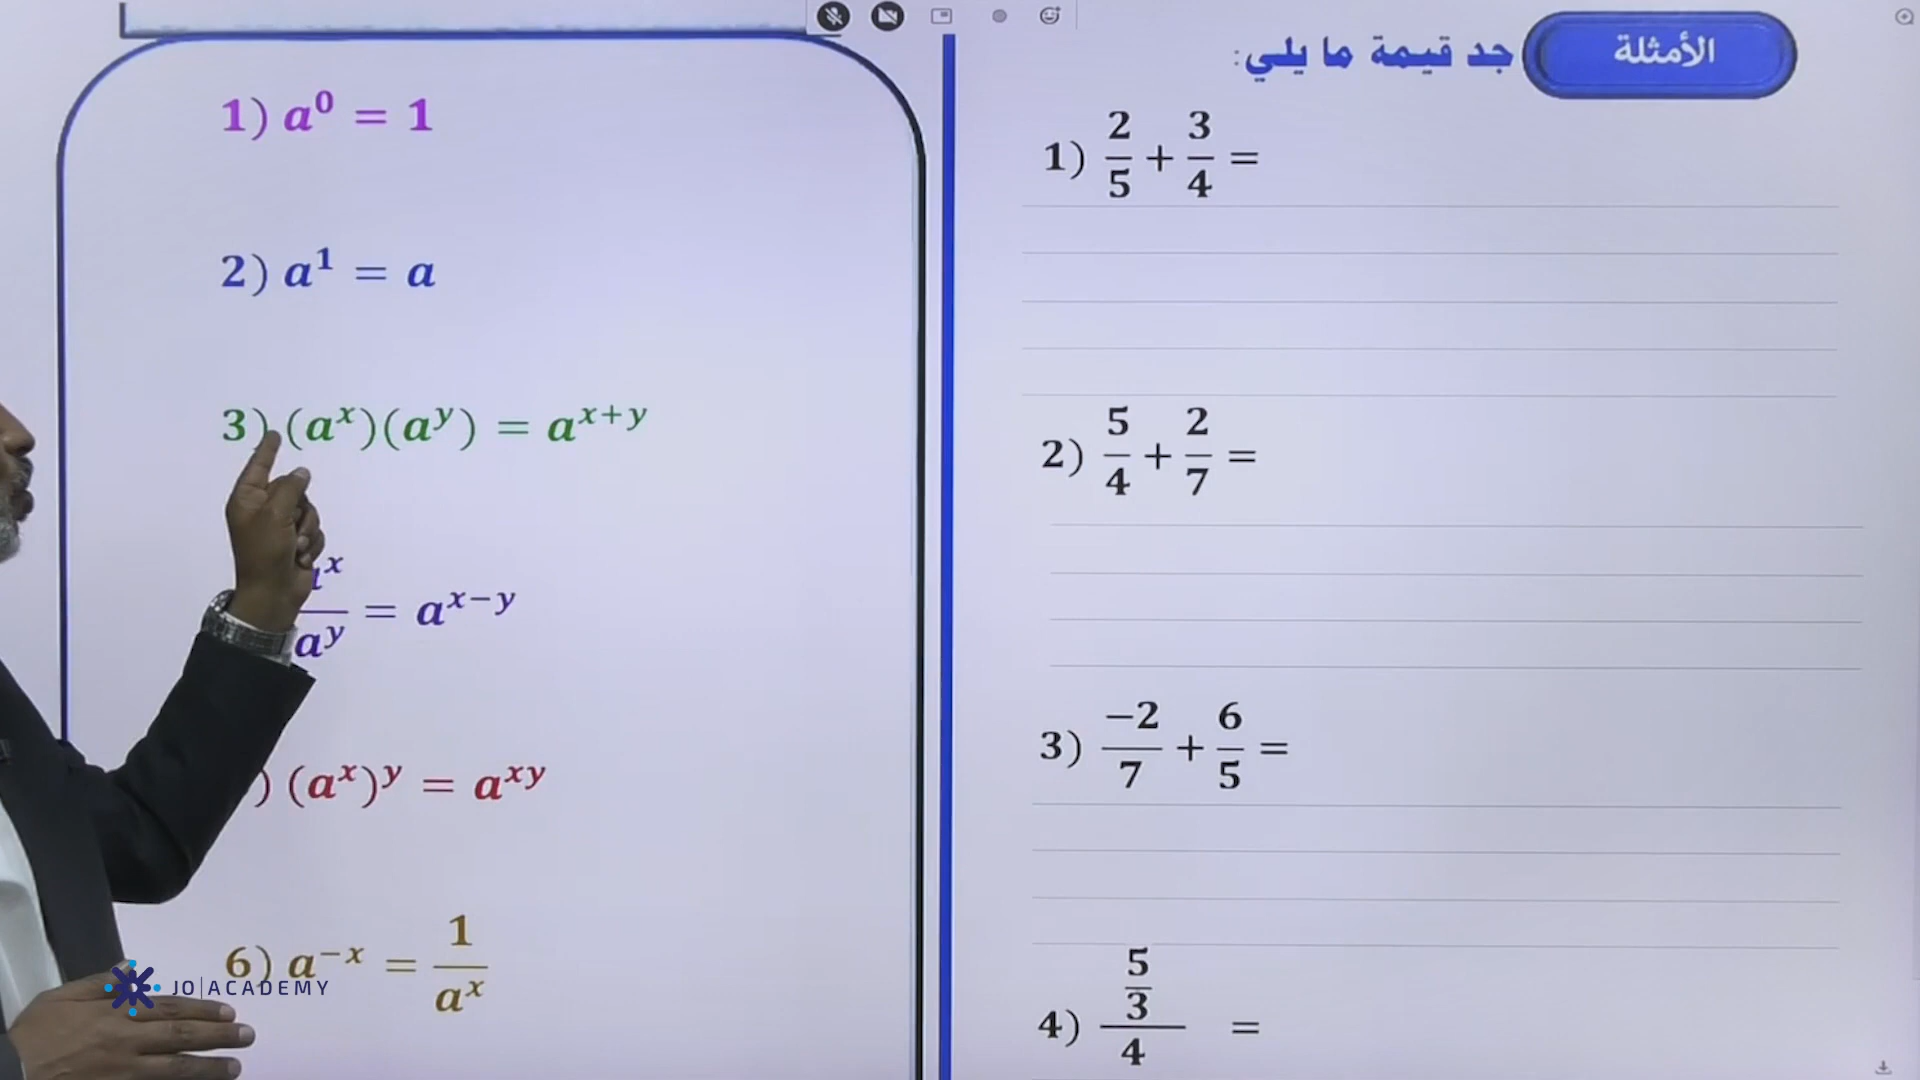 1) a⁰ = 1
2) a¹ = a
3) (aˣ)(aʸ) = aˣ⁺ʸ
aˣ/aʸ = aˣ⁻ʸ
) (aˣ)ʸ = aˣʸ
6) a⁻ˣ = 1/aˣ
JO|ACADEMY
الأمثلة جد قيمة ما يلي:
1) 2/5 + 3/4 =
2) 5/4 + 2/7 =
3) -2/7 + 6/5 =
4) (5/3)/4 =